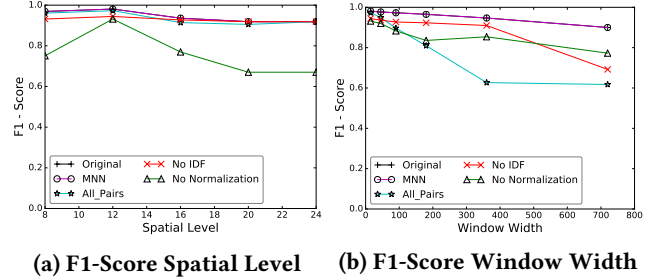 1.0
0.8
0.6
0.4
0.2
0.0
F1 - Score
Original
MNN
All_Pairs
No IDF
No Normalization
8 10 12 14 16 18 20 22 24
Spatial Level
(a) F1-Score Spatial Level
1.0
0.8
0.6
0.4
0.2
0.0
F1 - Score
Original
MNN
All_Pairs
No IDF
No Normalization
0 100 200 300 400 500 600 700 800
Window Width
(b) F1-Score Window Width